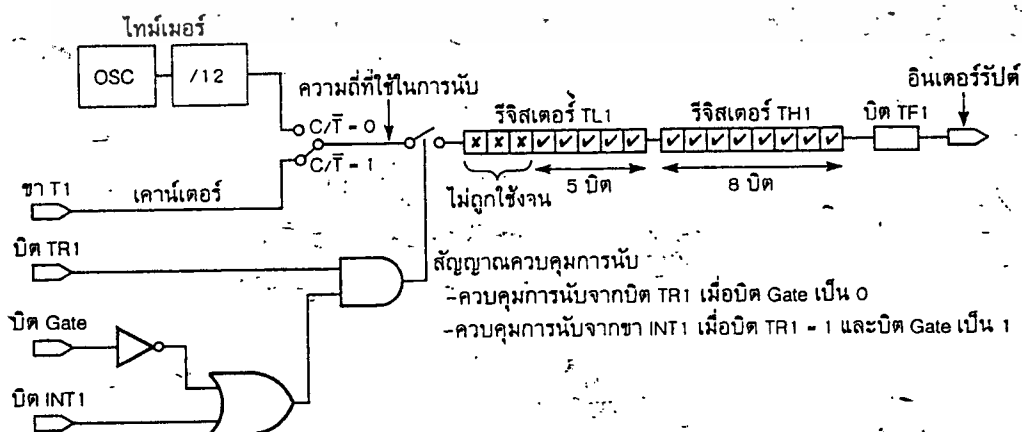 ไทม์เมอร์
OSC
/12
ความถี่ที่ใช้ในการนับ
อินเตอร์รัปต์
C/T̅ = 0
รีจิสเตอร์ TL1
รีจิสเตอร์ TH1
บิต TF1
x x x ✓ ✓ ✓ ✓ ✓
✓ ✓ ✓ ✓ ✓ ✓ ✓ ✓
C/T̅ = 1
ขา T1
เคาน์เตอร์
ไม่ถูกใช้งจน
5 บิต
8 บิต
บิต TR1
สัญญาณควบคุมการนับ
-ควบคุมการนับจากบิต TR1 เมื่อบิต Gate เป็น 0
-ควบคุมการนับจากขา INT1 เมื่อบิต TR1 = 1 และบิต Gate เป็น 1
บิต Gate
บิต INT1